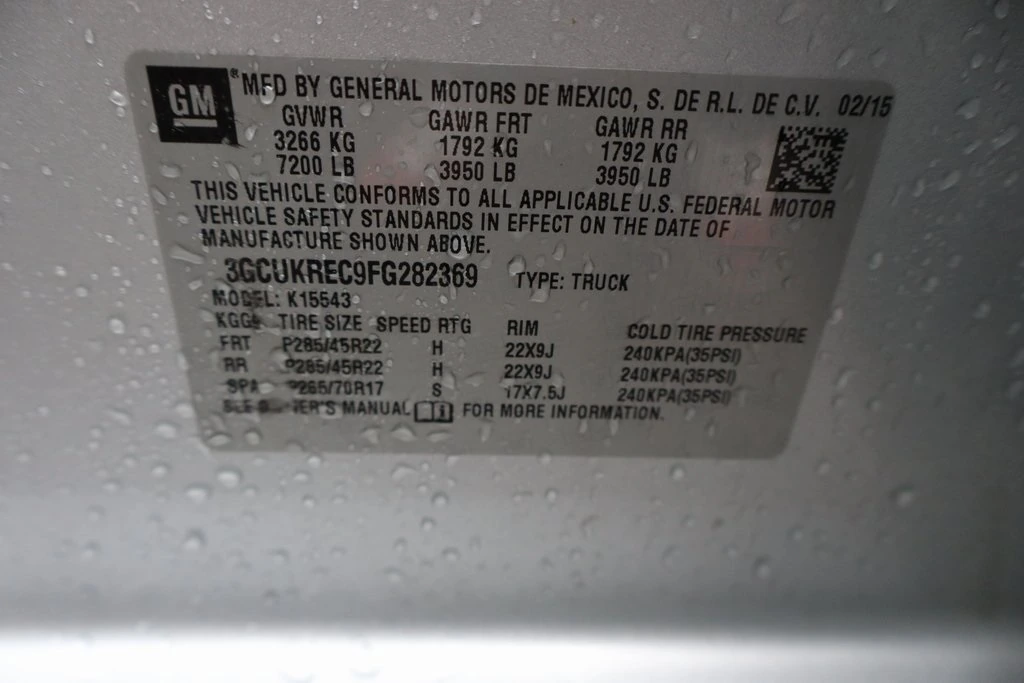 GM ® MFD BY GENERAL MOTORS DE MEXICO, S. DE R.L. DE C.V. 02/15
GVWR GAWR FRT GAWR RR
3266 KG 1792 KG 1792 KG
7200 LB 3950 LB 3950 LB
THIS VEHICLE CONFORMS TO ALL APPLICABLE U.S. FEDERAL MOTOR
VEHICLE SAFETY STANDARDS IN EFFECT ON THE DATE OF
MANUFACTURE SHOWN ABOVE.
3GCUKREC9FG282369 TYPE: TRUCK
MODEL: K15543
TIRE SIZE SPEED RTG RIM COLD TIRE PRESSURE
FRT P285/45R22 H 22X9J 240KPA(35PSI)
RR P285/45R22 H 22X9J 240KPA(35PSI)
SPA P265/70R17 S 17X7.5J 240KPA(35PSI)
MANUAL FOR MORE INFORMATION.